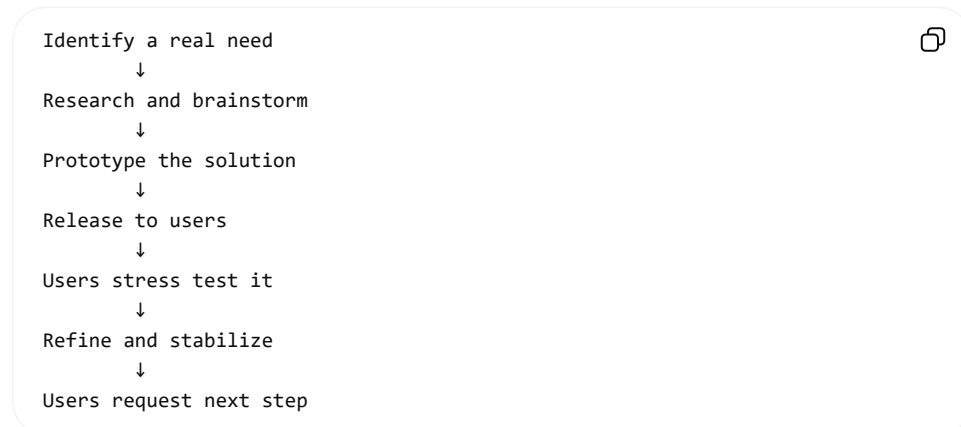 Identify a real need
↓
Research and brainstorm
↓
Prototype the solution
↓
Release to users
↓
Users stress test it
↓
Refine and stabilize
↓
Users request next step